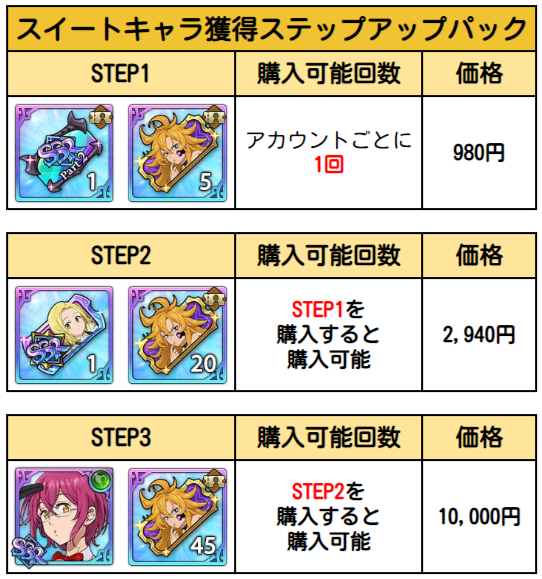 スイートキャラ獲得ステップアップパック
STEP1 購入可能回数 価格
SSR
Part.2
1
5
アカウントごとに
1回
980円
STEP2 購入可能回数 価格
SSR
1
20
STEP1を
購入すると
購入可能
2,940円
STEP3 購入可能回数 価格
SSR
45
STEP2を
購入すると
購入可能
10,000円